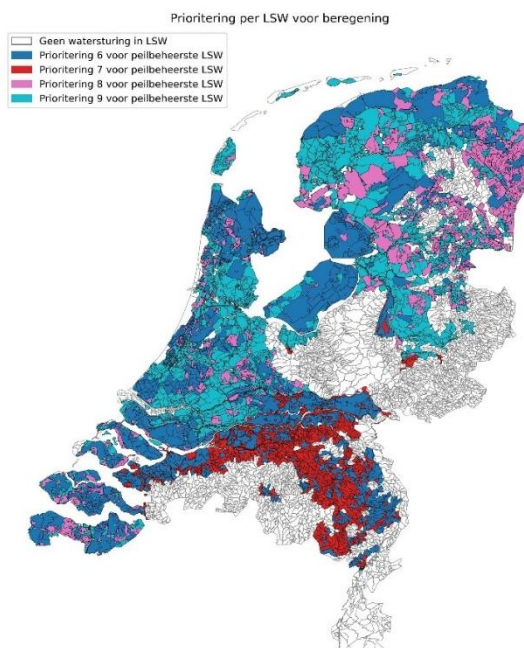 Prioritering per LSW voor beregening
Geen watersturing in LSW
Prioritering 6 voor peilbeheerste LSW
Prioritering 7 voor peilbeheerste LSW
Prioritering 8 voor peilbeheerste LSW
Prioritering 9 voor peilbeheerste LSW